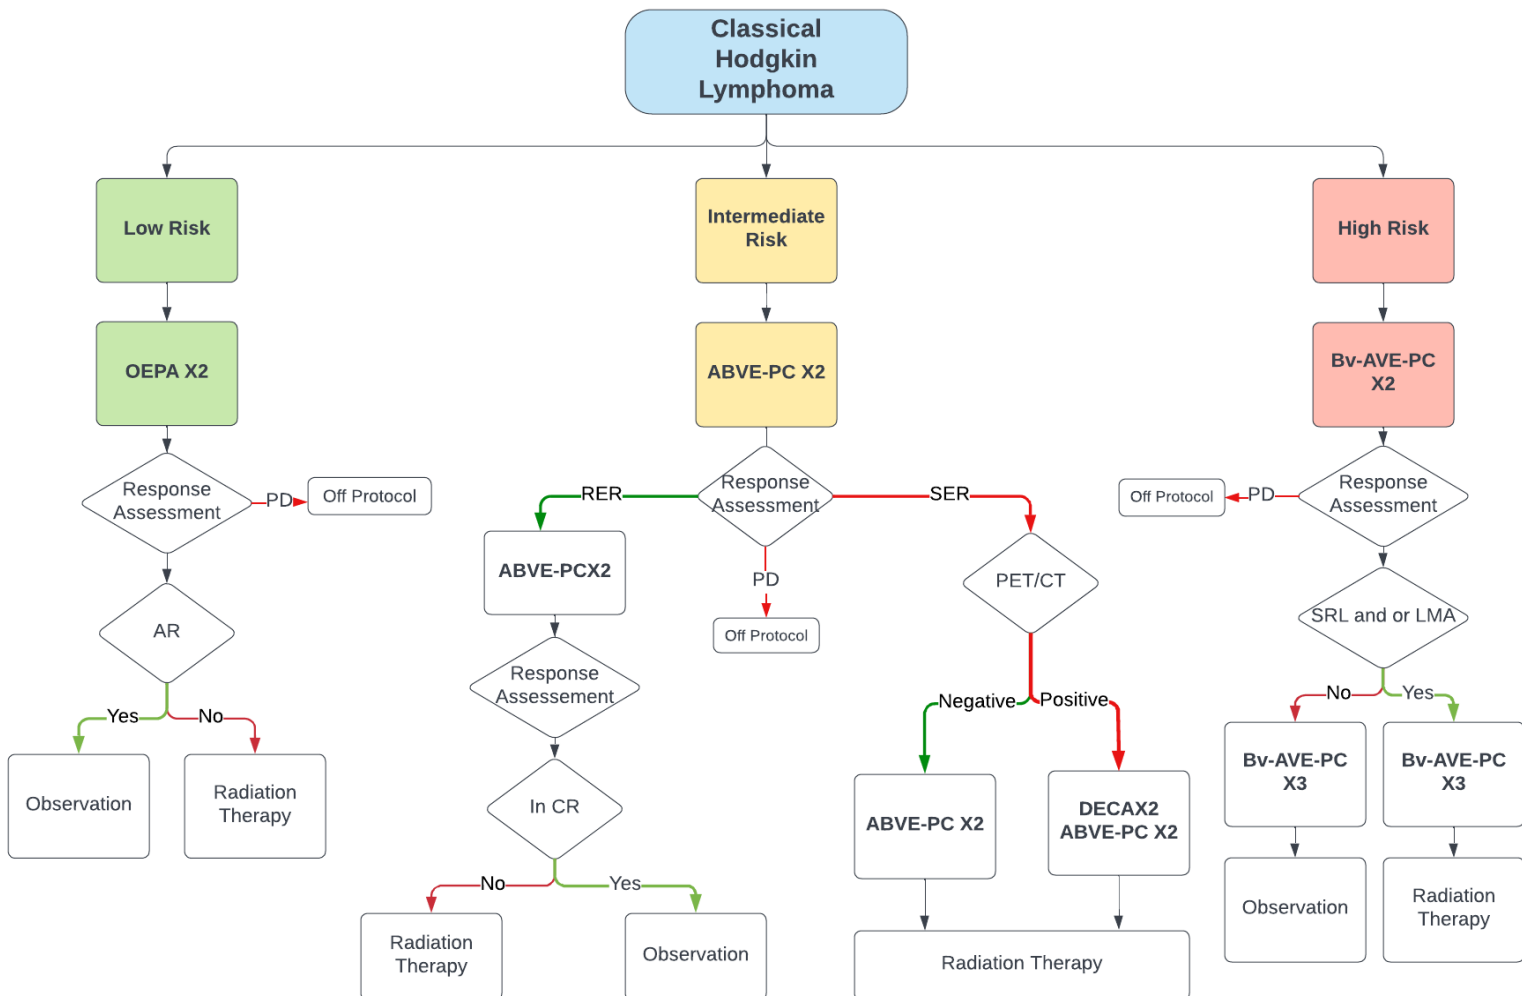 Classical
Hodgkin
Lymphoma
Low Risk
Intermediate
Risk
High Risk
OEPA X2
ABVE-PC X2
Bv-AVE-PC
X2
Response
Assessment
PD
Off Protocol
RER
Response
Assessment
SER
Off Protocol
PD
Response
Assessment
ABVE-PCX2
PD
Off Protocol
PET/CT
AR
SRL and or LMA
Response
Assessement
Yes
No
Negative
Positive
No
Yes
Observation
Radiation
Therapy
In CR
ABVE-PC X2
DECAX2
ABVE-PC X2
Bv-AVE-PC
X3
Bv-AVE-PC
X3
No
Yes
Radiation
Therapy
Observation
Radiation Therapy
Observation
Radiation
Therapy